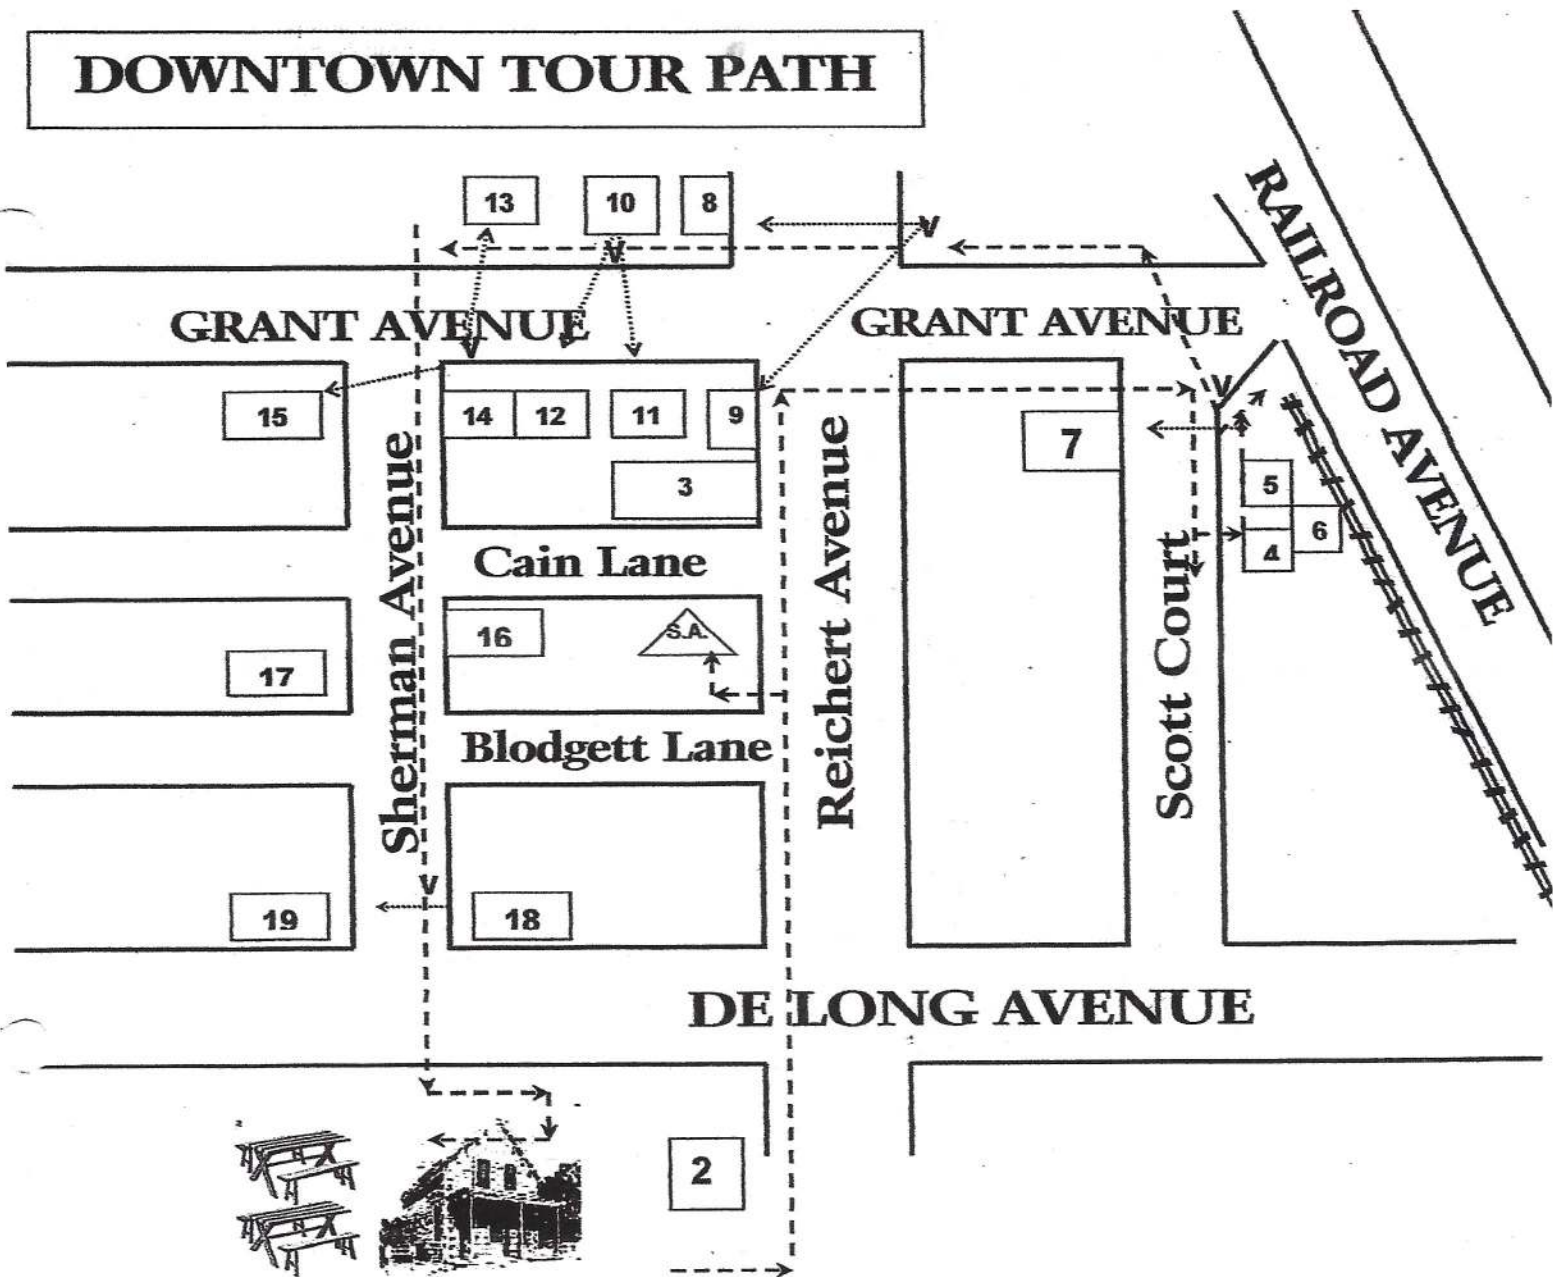 DOWNTOWN TOUR PATH
13
10
8
V
V
RAILROAD AVENUE
GRANT AVENUE
GRANT AVENUE
15
14
12
11
9
V
7
3
5
6
4
Sherman Avenue
Cain Lane
Reichert Avenue
Scott Court
16
S.A.
17
Blodgett Lane
V
19
18
DE LONG AVENUE
2
2